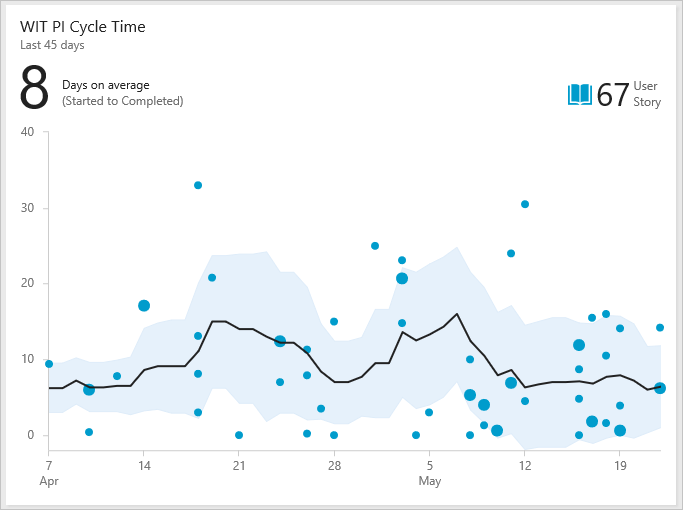 WIT PI Cycle Time
Last 45 days
8 Days on average
(Started to Completed)
67 User
Story
40
30
20
10
0
7 14 21 28 5 12 19
Apr May